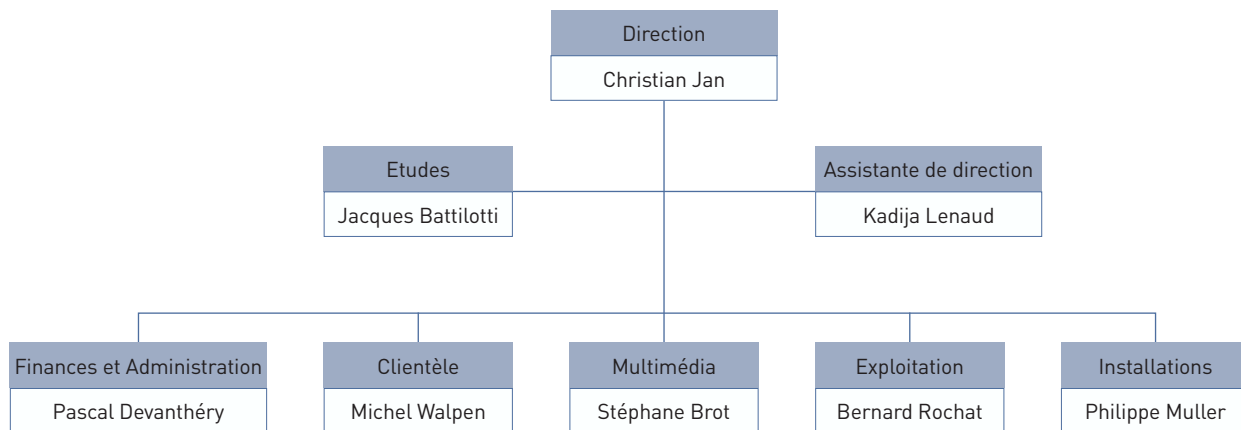 Direction
Christian Jan
Etudes
Jacques Battilotti
Assistante de direction
Kadija Lenaud
Finances et Administration
Pascal Devanthéry
Clientèle
Michel Walpen
Multimédia
Stéphane Brot
Exploitation
Bernard Rochat
Installations
Philippe Muller